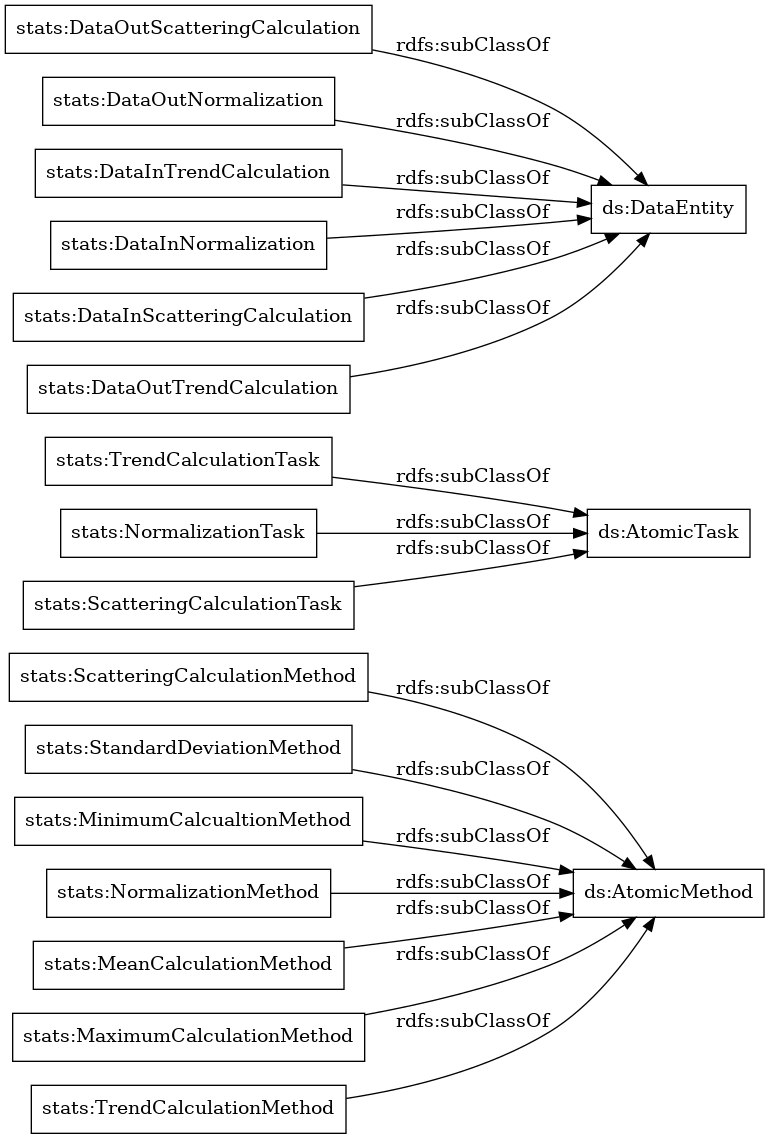 stats:DataOutScatteringCalculation
rdfs:subClassOf
stats:DataOutNormalization
rdfs:subClassOf
stats:DataInTrendCalculation
rdfs:subClassOf
ds:DataEntity
stats:DataInNormalization
rdfs:subClassOf
rdfs:subClassOf
stats:DataInScatteringCalculation
rdfs:subClassOf
stats:DataOutTrendCalculation
stats:TrendCalculationTask
rdfs:subClassOf
stats:NormalizationTask
rdfs:subClassOf
ds:AtomicTask
rdfs:subClassOf
stats:ScatteringCalculationTask
stats:ScatteringCalculationMethod
rdfs:subClassOf
stats:StandardDeviationMethod
rdfs:subClassOf
stats:MinimumCalcualtionMethod
rdfs:subClassOf
stats:NormalizationMethod
rdfs:subClassOf
ds:AtomicMethod
rdfs:subClassOf
stats:MeanCalculationMethod
rdfs:subClassOf
stats:MaximumCalculationMethod
rdfs:subClassOf
stats:TrendCalculationMethod